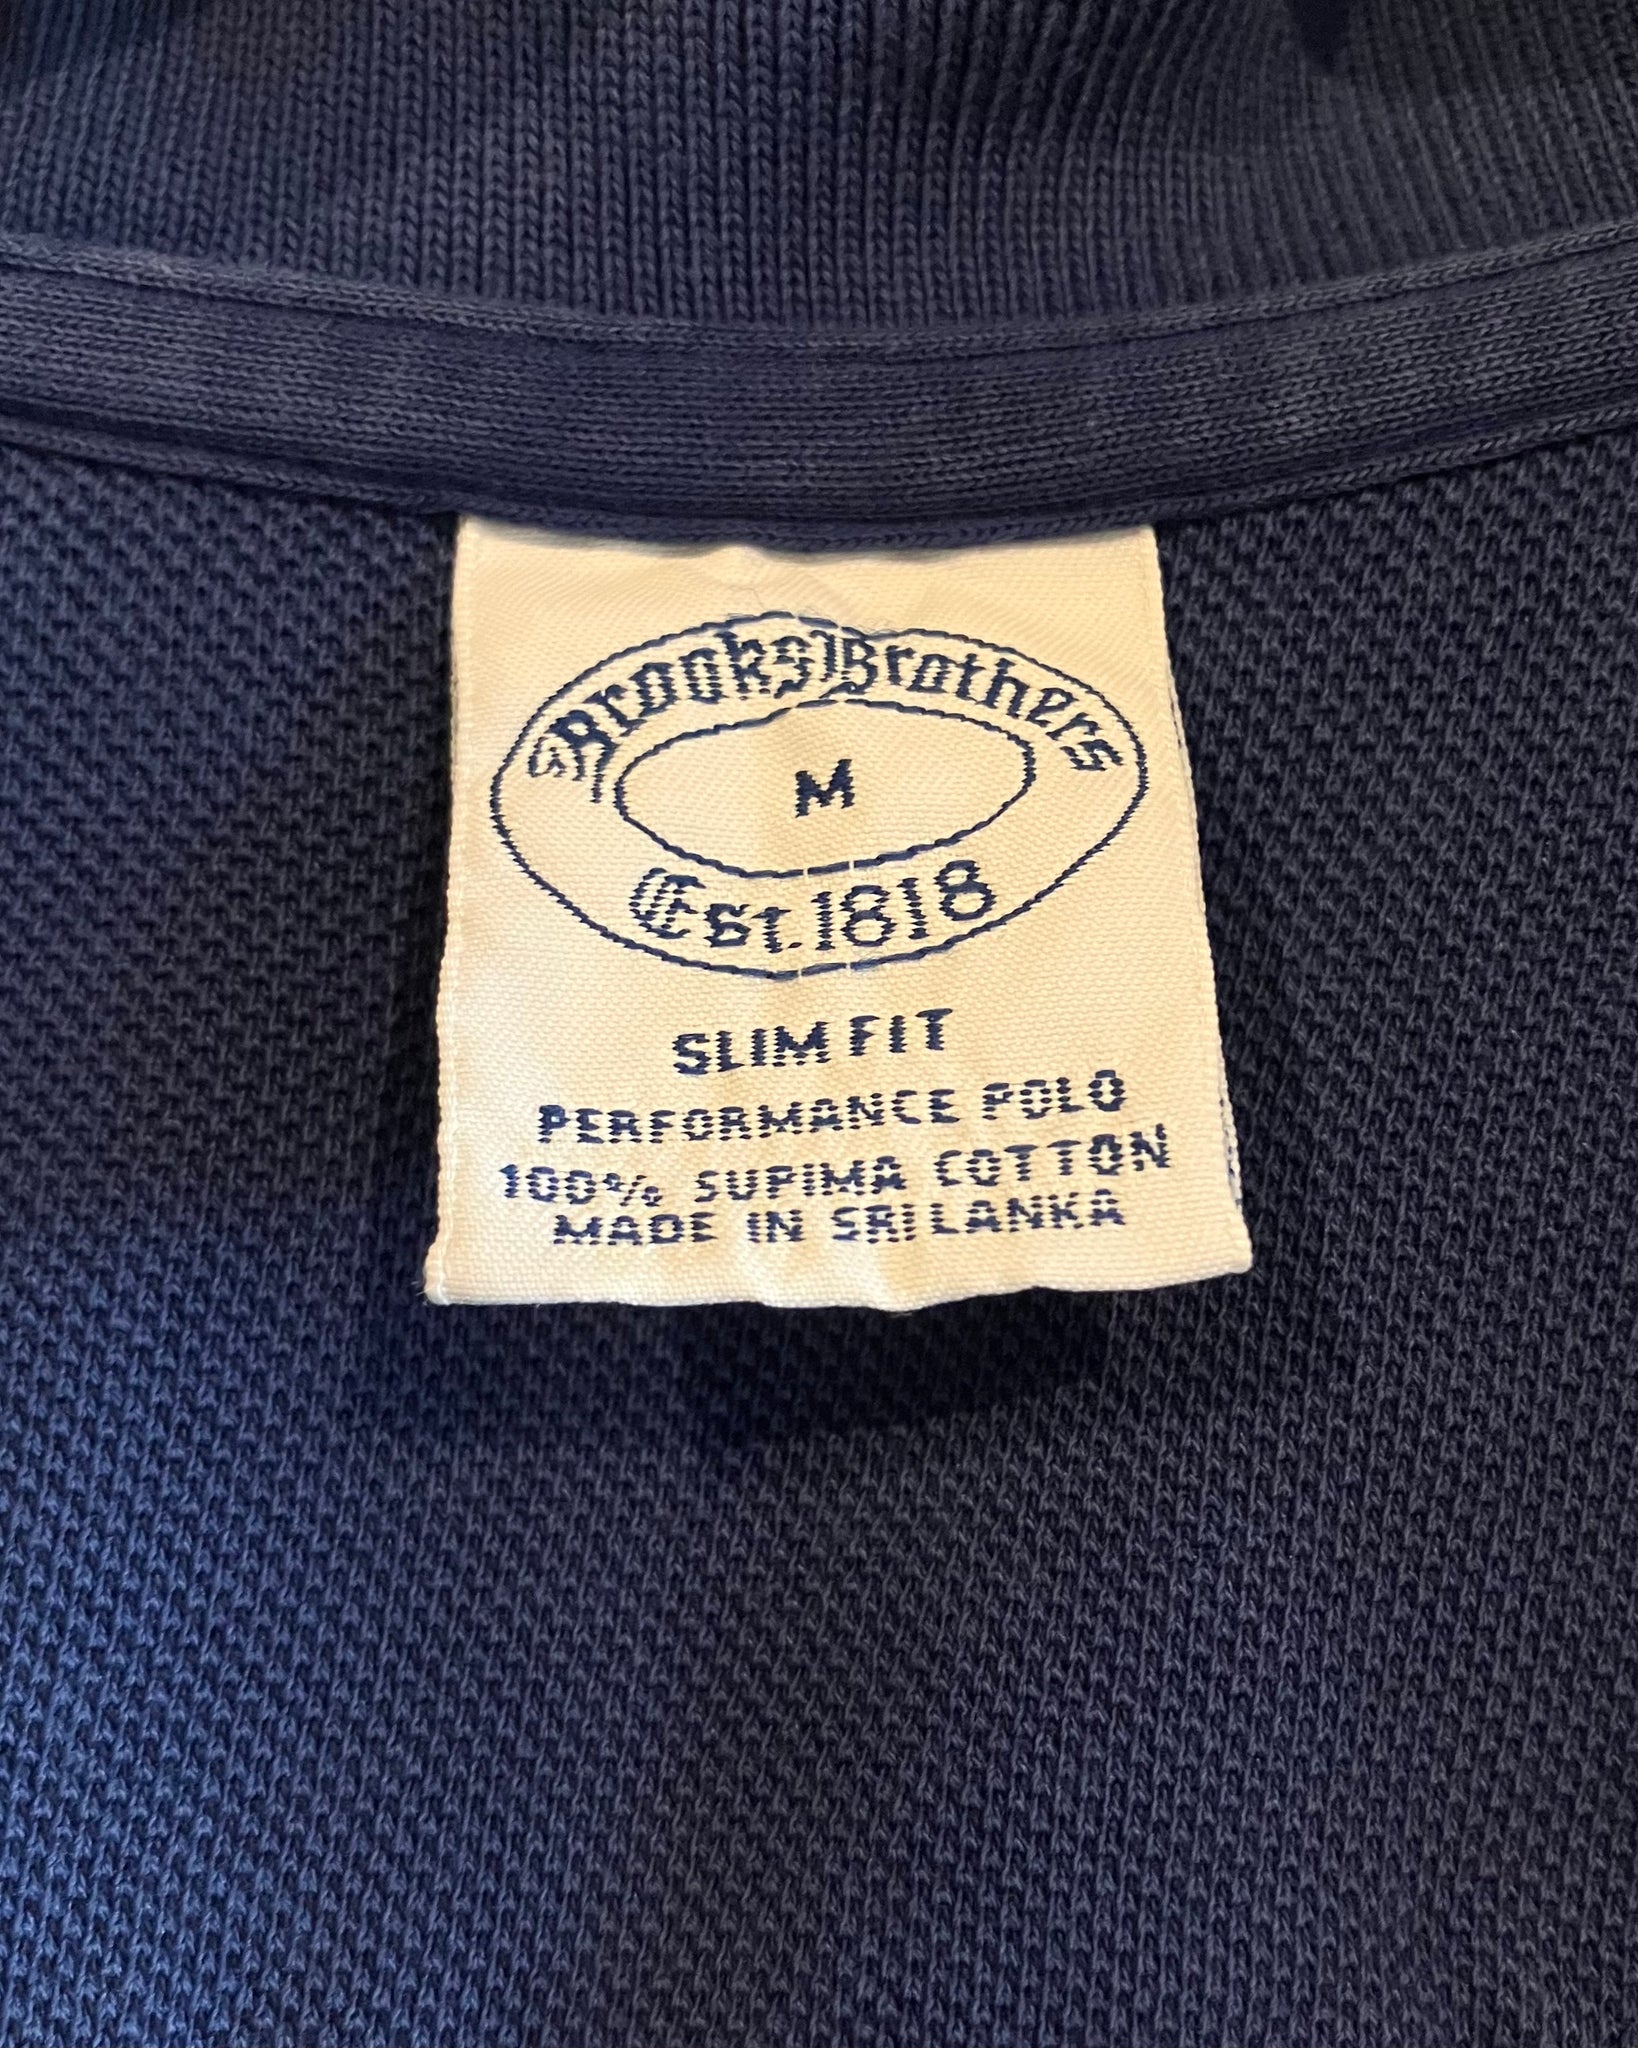 Brooks Brothers
M
Est. 1818
SLIM FIT
PERFORMANCE POLO
100% SUPIMA COTTON
MADE IN SRI LANKA